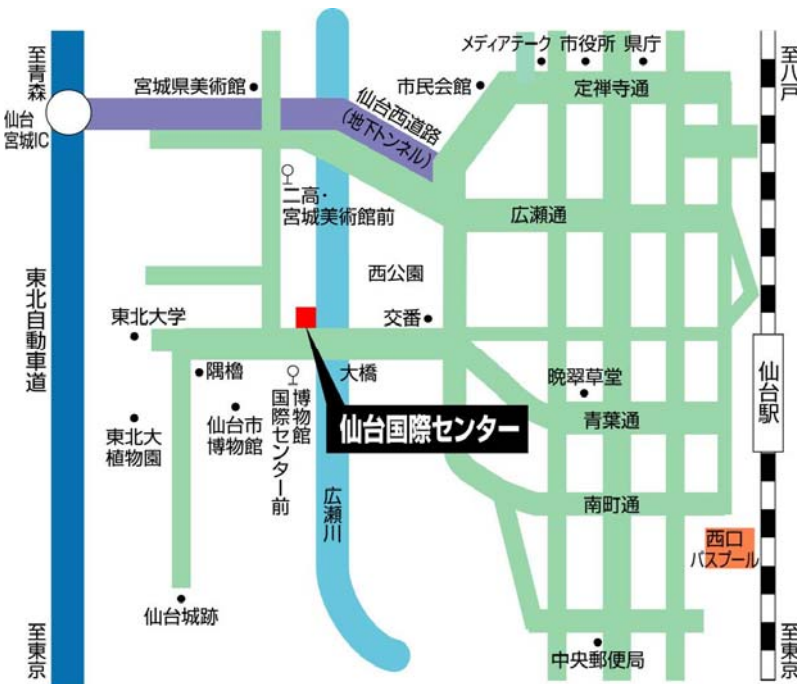 メディアテーク 市役所 県庁
至青森
宮城県美術館
市民会館
定禅寺通
至八戸
仙台
宮城IC
仙台西道路
(地下トンネル)
二高・
宮城美術館前
広瀬通
西公園
東北自動車道
東北大学
交番
隅櫓
大橋
晩翠草堂
仙台駅
東北大
植物園
仙台市
博物館
博物館
国際センター前
仙台国際センター
青葉通
広瀬川
南町通
西口
バスプール
仙台城跡
中央郵便局
至東京
至東京